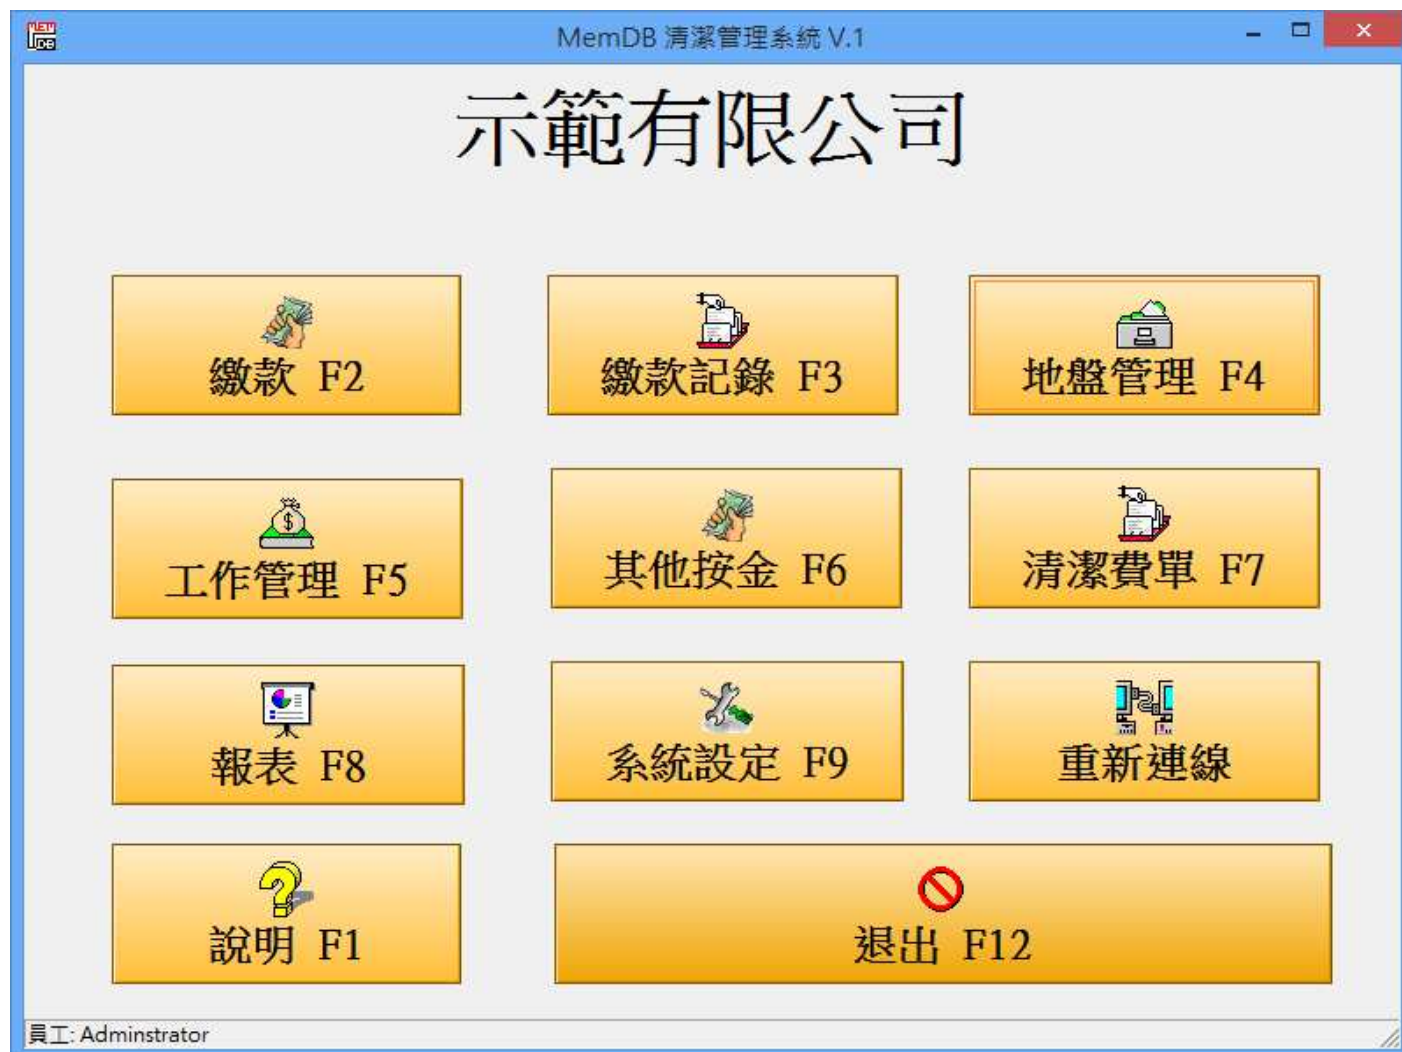 MEM
DB
MemDB 清潔管理系統 V.1
示範有限公司
繳款 F2
繳款記錄 F3
地盤管理 F4
工作管理 F5
其他按金 F6
清潔費單 F7
報表 F8
系統設定 F9
重新連線
說明 F1
退出 F12
員工: Adminstrator